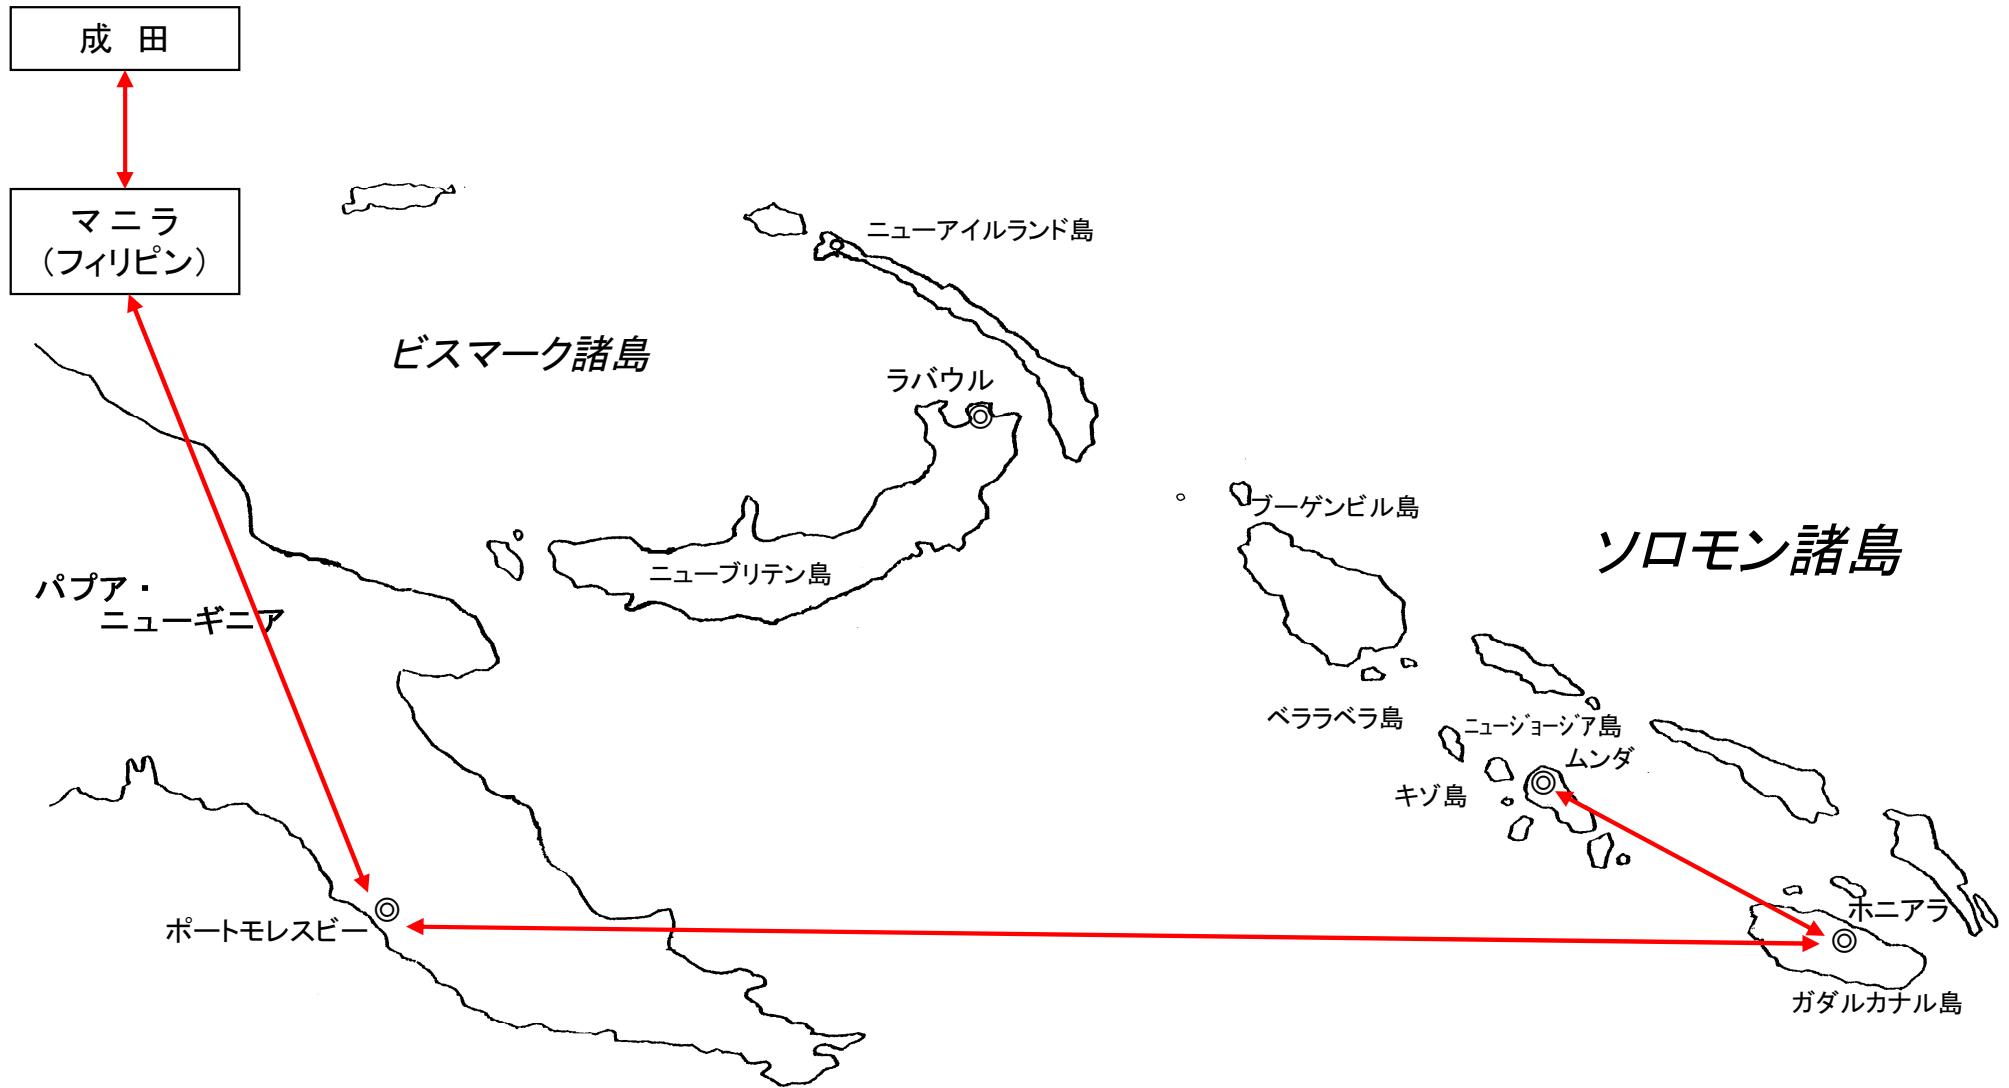 成 田
マニラ
（フィリピン）
ニューアイルランド島
ビスマーク諸島
ラバウル
ブーゲンビル島
ソロモン諸島
ニューブリテン島
パプア・
ニューギニア
ベララベラ島
ニュージョージア島
ムンダ
キゾ島
ホニアラ
ポートモレスビー
ガダルカナル島